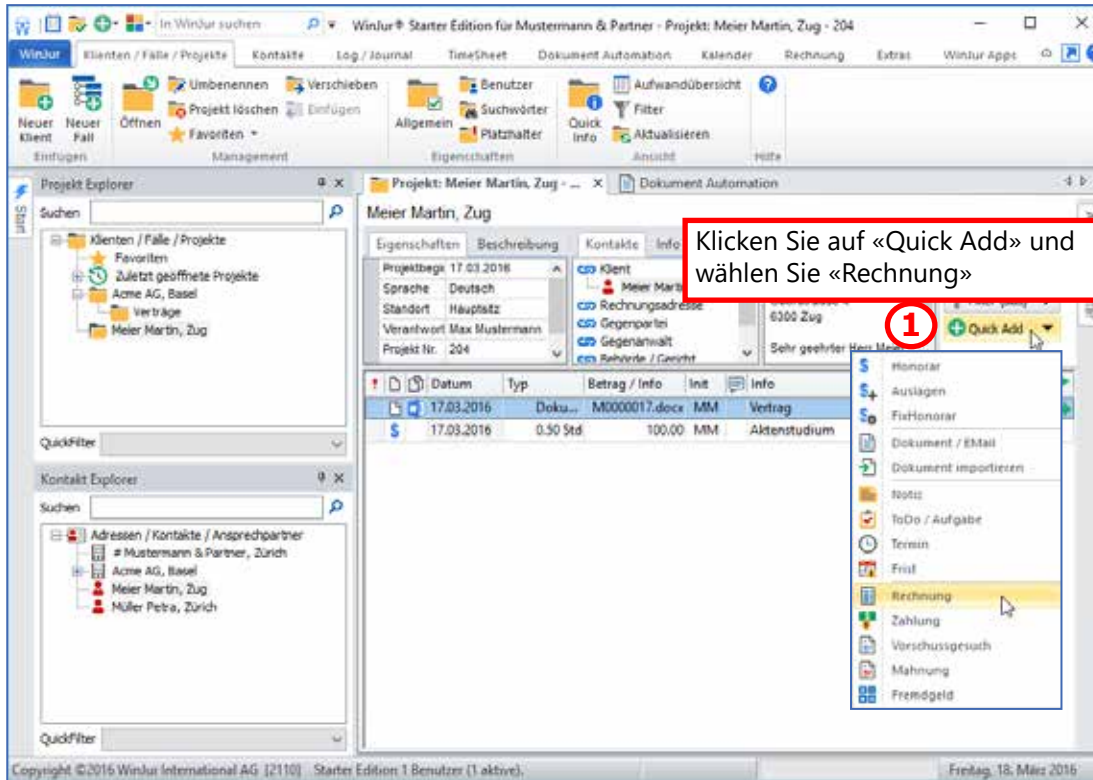 In WinJur suchen
WinJur® Starter Edition für Mustermann & Partner - Projekt: Meier Martin, Zug - 204
WinJur Klienten / Fälle / Projekte Kontakte Log / Journal TimeSheet Dokument Automation Kalender Rechnung Extras WinJur Apps
Neuer Klient
Neuer Fall
Öffnen
Umbenennen
Projekt löschen
Favoriten
Verschieben
Einfügen
Allgemein
Benutzer
Suchwörter
Platzhalter
Quick Info
Aufwandübersicht
Filter
Aktualisieren
Einfügen Management Eigenschaften Ansicht Hilfe
Start
Projekt Explorer
Suchen
Klienten / Fälle / Projekte
Favoriten
Zuletzt geöffnete Projekte
Acme AG, Basel
Verträge
Meier Martin, Zug
QuickFilter
Kontakt Explorer
Suchen
Adressen / Kontakte / Ansprechpartner
# Mustermann & Partner, Zürich
Acme AG, Basel
Meier Martin, Zug
Müller Petra, Zürich
QuickFilter
Projekt: Meier Martin, Zug - ... Dokument Automation
Meier Martin, Zug
Eigenschaften Beschreibung
Projektbegi 17.03.2016
Sprache Deutsch
Standort Hauptsitz
Verantwort Max Mustermann
Projekt Nr. 204
Kontakte Info
Klient
Meier Marti
Rechnungsadresse
Gegenpartei
Gegenanwalt
Behörde / Gericht
6300 Zug
Sehr geehrter Herr Meier
Klicken Sie auf «Quick Add» und
wählen Sie «Rechnung»
1
Quick Add
Datum Typ Betrag / Info Init Info
17.03.2016 Doku... M0000017.docx MM Vertrag
17.03.2016 0.50 Std 100.00 MM Aktenstudium
Honorar
Auslagen
FixHonorar
Dokument / EMail
Dokument importieren
Notiz
ToDo / Aufgabe
Termin
Frist
Rechnung
Zahlung
Vorschussgesuch
Mahnung
Fremdgeld
Copyright ©2016 WinJur International AG [2110] Starter Edition 1 Benutzer (1 aktive).
Freitag, 18. März 2016